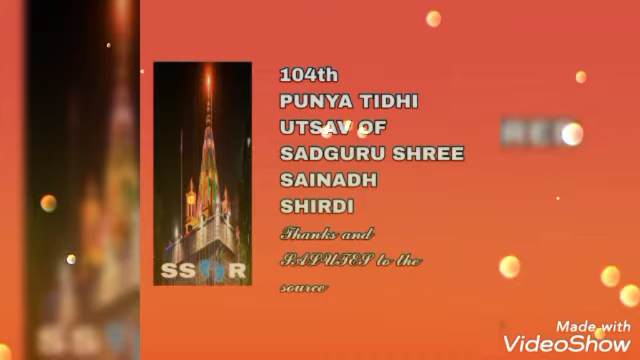 104th
PUNYA TIDHI
UTSAV OF
SADGURU SHREE
SAINADH
SHIRDI
Thanks and
SALUTES to the
source
SS👣R
Made with
VideoShow